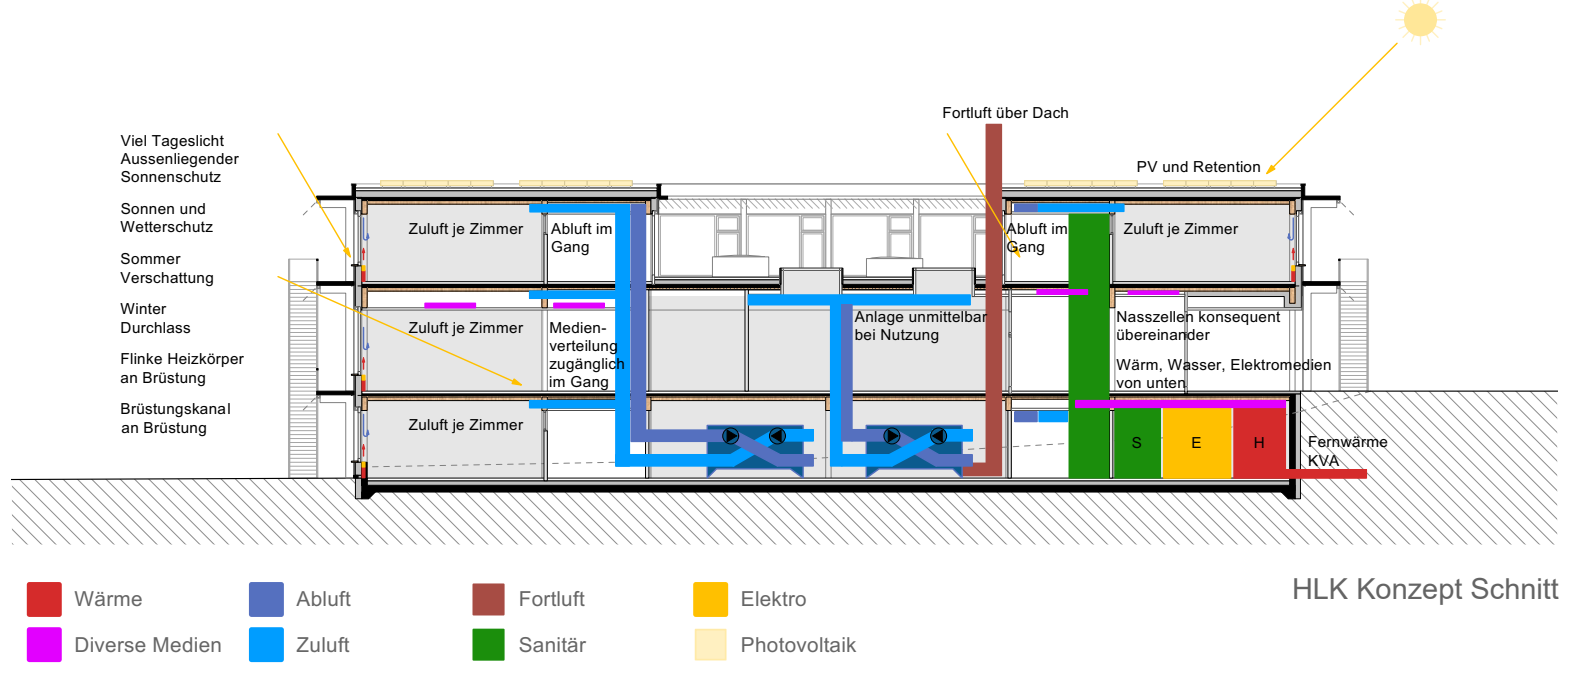 Fortluft über Dach
Viel Tageslicht
Aussenliegender
Sonnenschutz
PV und Retention
Sonnen und
Wetterschutz
Zuluft je Zimmer
Abluft im
Gang
Abluft im
Gang
Zuluft je Zimmer
Sommer
Verschattung
Winter
Durchlass
Zuluft je Zimmer
Medien-
verteilung
zugänglich
im Gang
Anlage unmittelbar
bei Nutzung
Nasszellen konsequent
übereinander
Wärm, Wasser, Elektromedien
von unten
Flinke Heizkörper
an Brüstung
Brüstungskanal
an Brüstung
Zuluft je Zimmer
S
E
H
Fernwärme
KVA
Wärme
Abluft
Fortluft
Elektro
Diverse Medien
Zuluft
Sanitär
Photovoltaik
HLK Konzept Schnitt